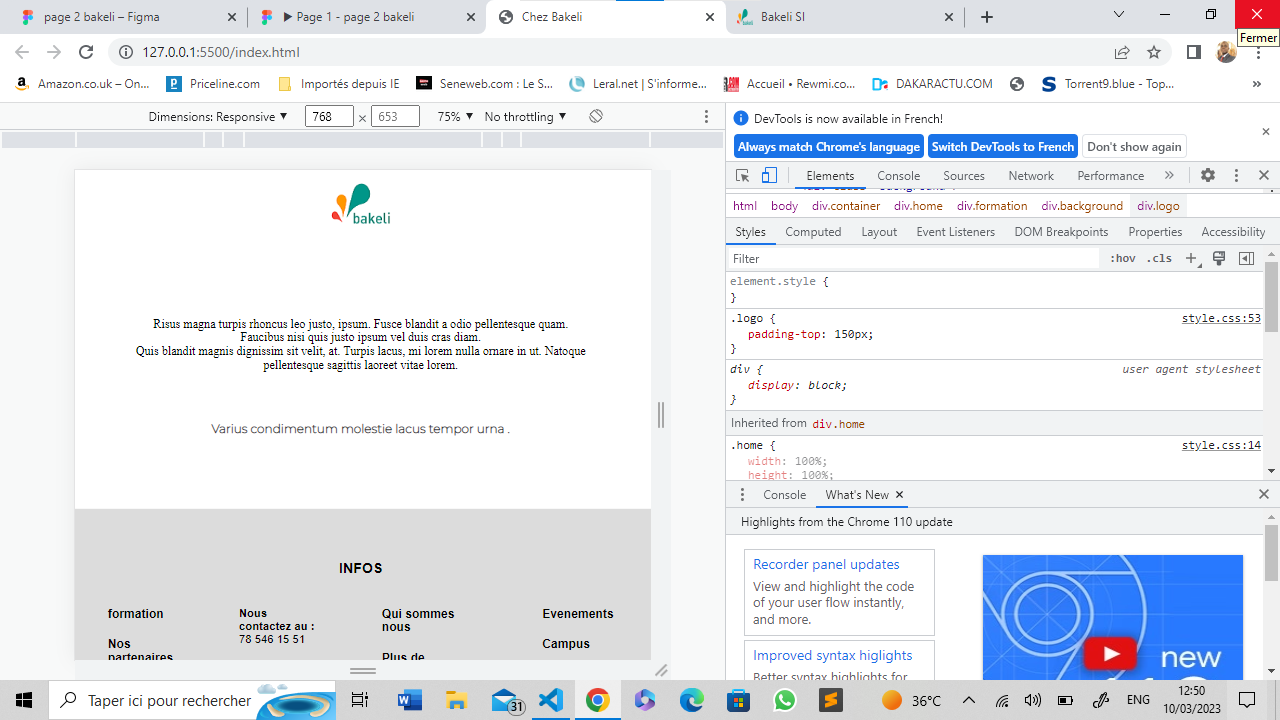 page 2 bakeli – Figma
▶ Page 1 - page 2 bakeli
Chez Bakeli
Bakeli SI
Fermer
127.0.0.1:5500/index.html
Amazon.co.uk – On...
Priceline.com
Importés depuis IE
Seneweb.com : Le S...
Leral.net | S'informe...
Accueil • Rewmi.co...
DAKARACTU.COM
Torrent9.blue - Top...
»
Dimensions: Responsive ▼ 768 × 653 75% ▼ No throttling ▼
DevTools is now available in French!
Always match Chrome's language Switch DevTools to French Don't show again
Elements Console Sources Network Performance »
html body div.container div.home div.formation div.background div.logo
Styles Computed Layout Event Listeners DOM Breakpoints Properties Accessibility
Filter :hov .cls
element.style {
}
.logo { style.css:53
padding-top: 150px;
}
div { user agent stylesheet
display: block;
}
Inherited from div.home
.home { style.css:14
width: 100%;
height: 100%;
Console What's New
Highlights from the Chrome 110 update
Recorder panel updates
View and highlight the code
of your user flow instantly,
and more.
Improved syntax higlights
Better syntax highlights for
new
bakeli
Risus magna turpis rhoncus leo justo, ipsum. Fusce blandit a odio pellentesque quam.
Faucibus nisi quis justo ipsum vel duis cras diam.
Quis blandit magnis dignissim sit velit, at. Turpis lacus, mi lorem nulla ornare in ut. Natoque
pellentesque sagittis laoreet vitae lorem.
Varius condimentum molestie lacus tempor urna .
INFOS
formation
Nos
partenaires
Nous
contactez au :
78 546 15 51
Qui sommes
nous
Plus de
Evenements
Campus
Taper ici pour rechercher
31
36°C
ENG
12:50
10/03/2023